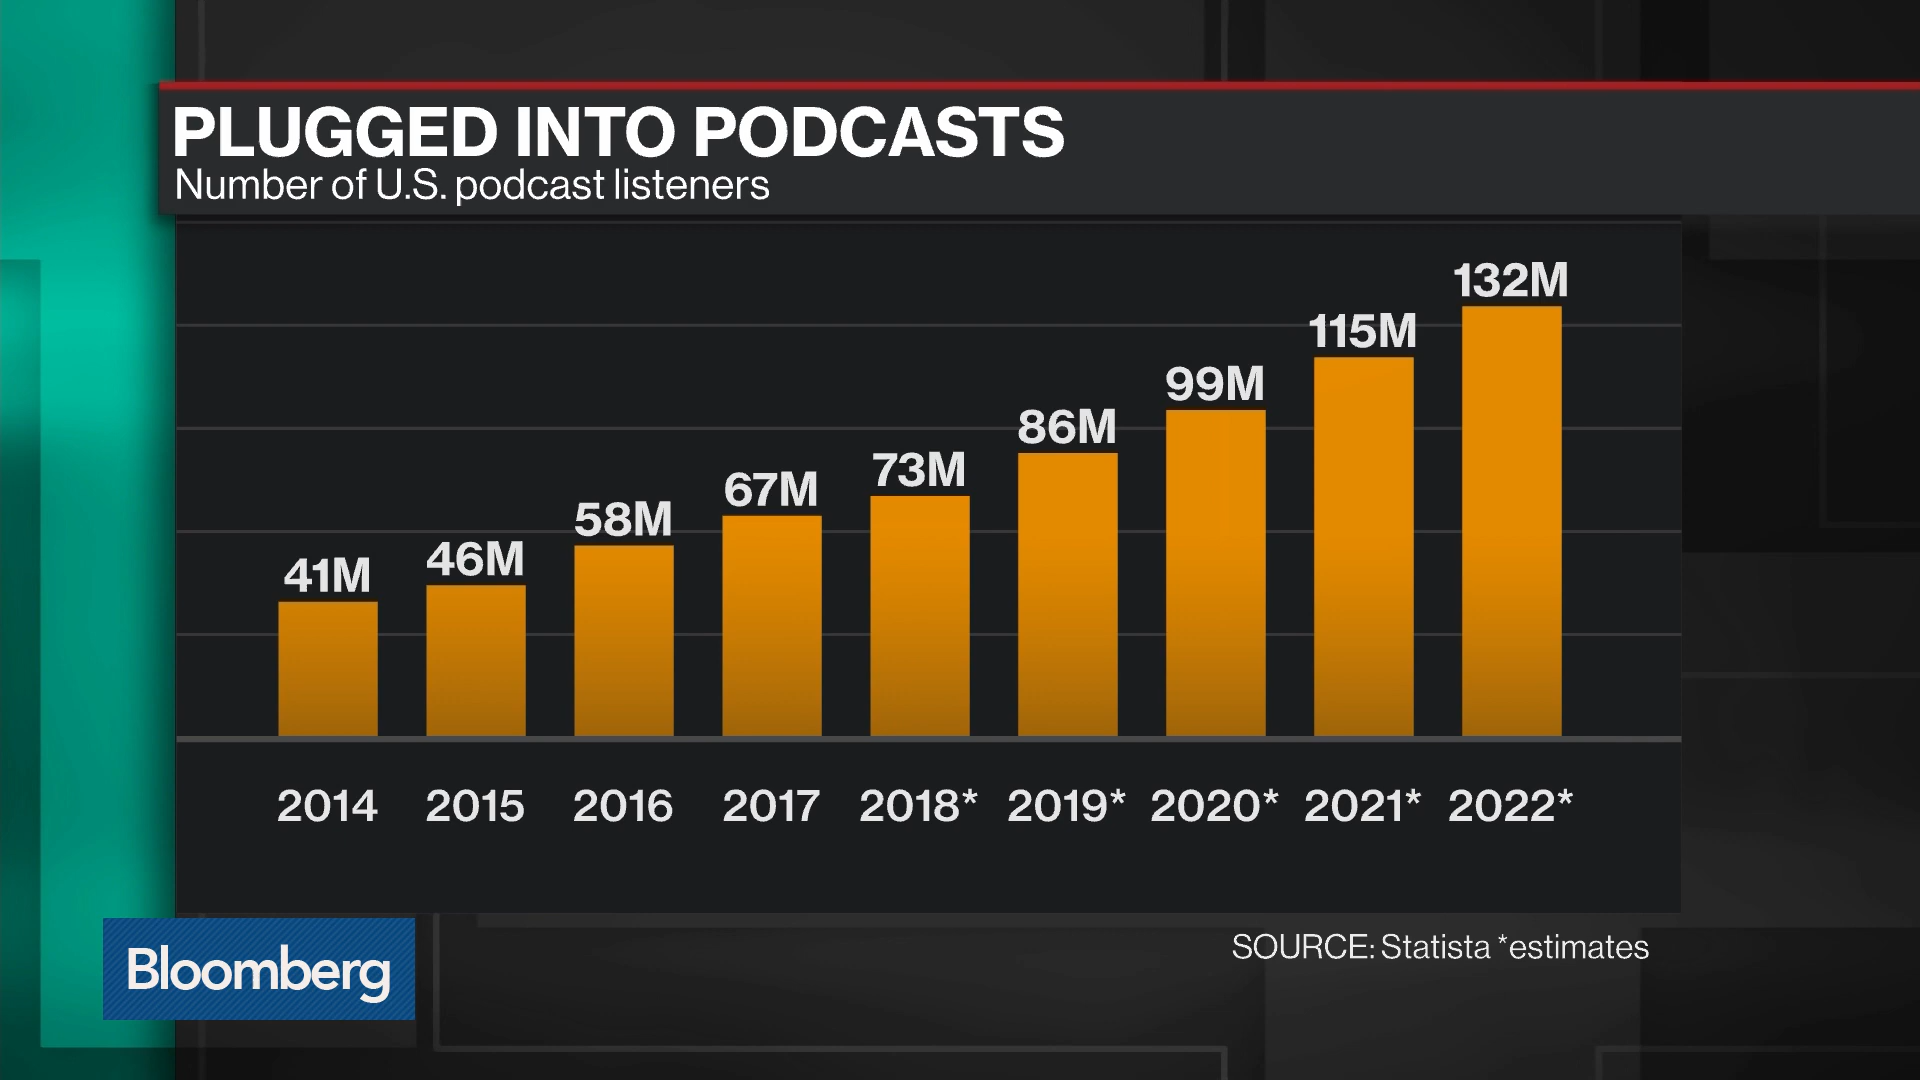 PLUGGED INTO PODCASTS
Number of U.S. podcast listeners
41M 46M 58M 67M 73M 86M 99M 115M 132M
2014 2015 2016 2017 2018* 2019* 2020* 2021* 2022*
Bloomberg
SOURCE: Statista *estimates